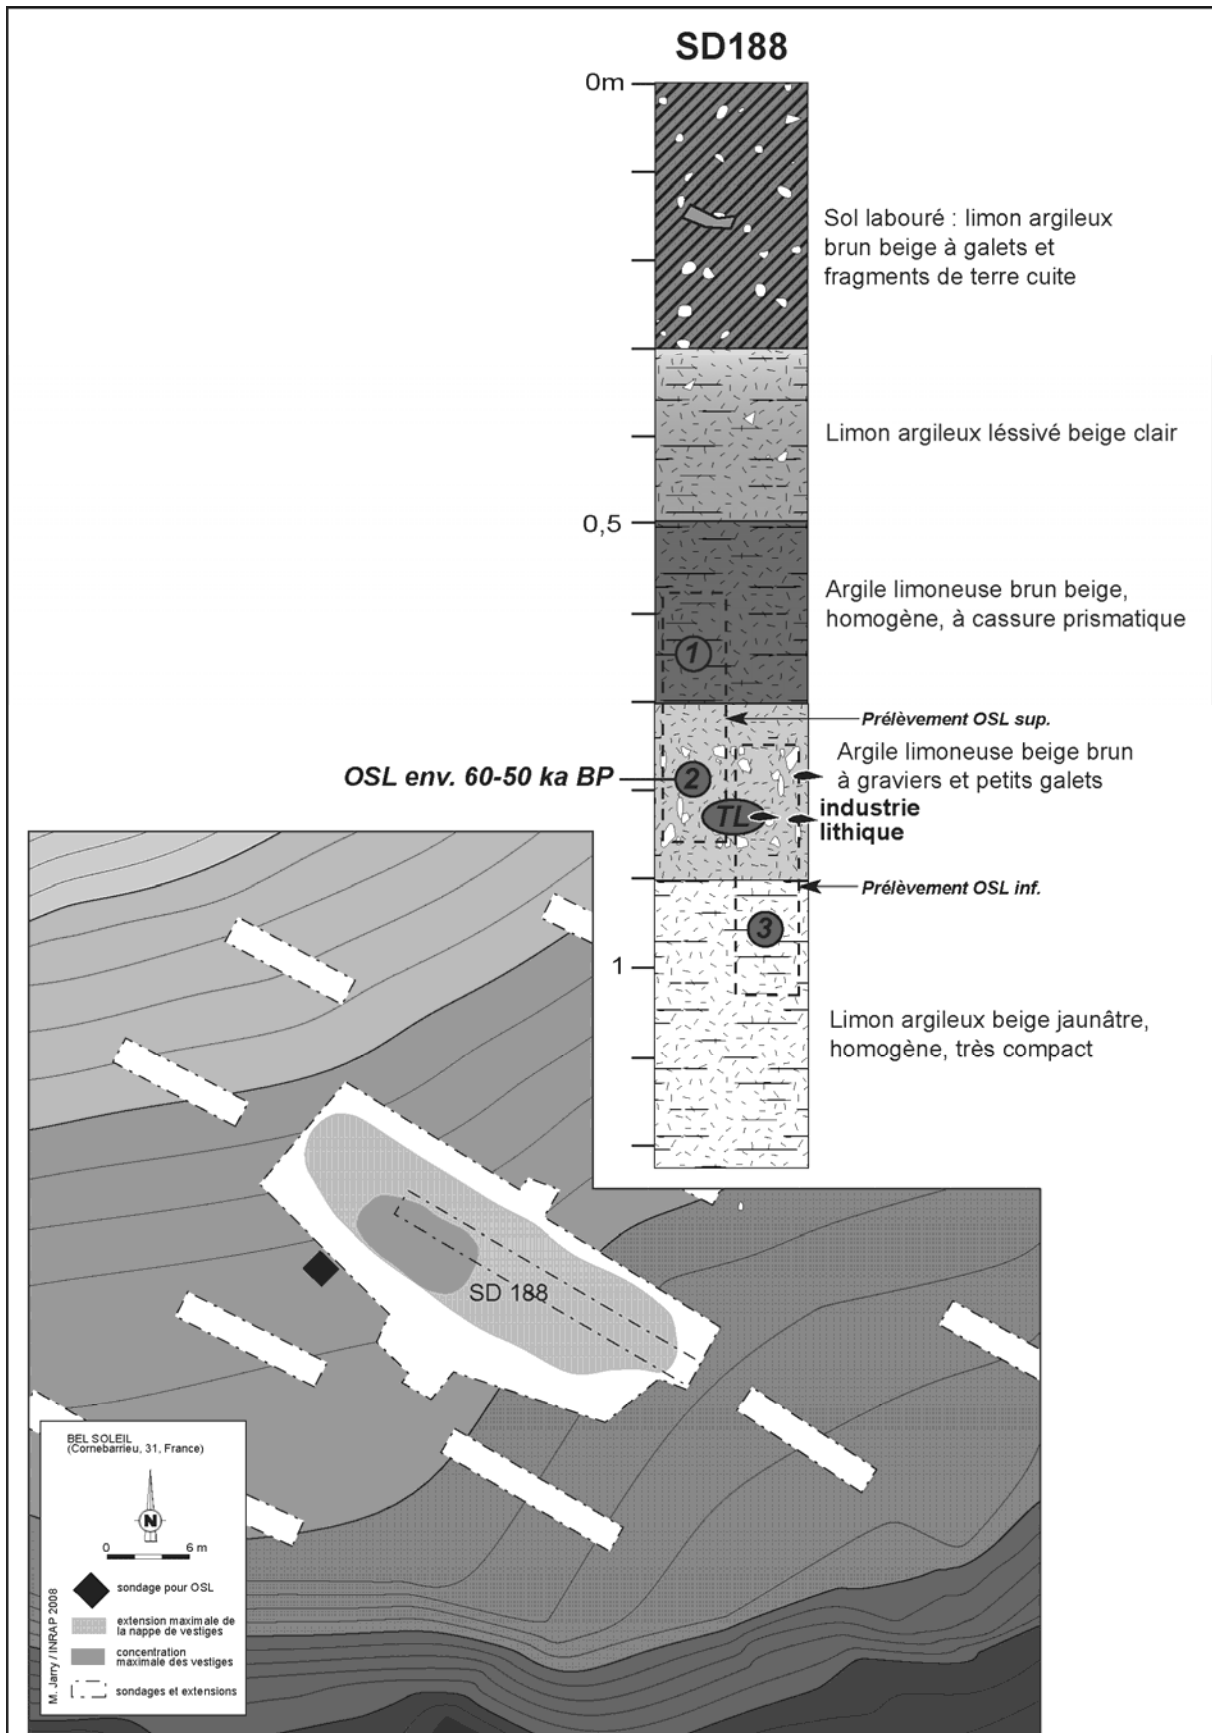 SD188
0m
Sol labouré : limon argileux
brun beige à galets et
fragments de terre cuite
Limon argileux léssivé beige clair
0,5
Argile limoneuse brun beige,
homogène, à cassure prismatique
1
Prélèvement OSL sup.
Argile limoneuse beige brun
à graviers et petits galets
OSL env. 60-50 ka BP
2
TL
industrie
lithique
Prélèvement OSL inf.
3
1
Limon argileux beige jaunâtre,
homogène, très compact
SD 188
BEL SOLEIL
(Cornebarrieu, 31, France)
N
0 6 m
sondage pour OSL
extension maximale de
la nappe de vestiges
concentration
maximale des vestiges
sondages et extensions
M. Jarry / INRAP 2008